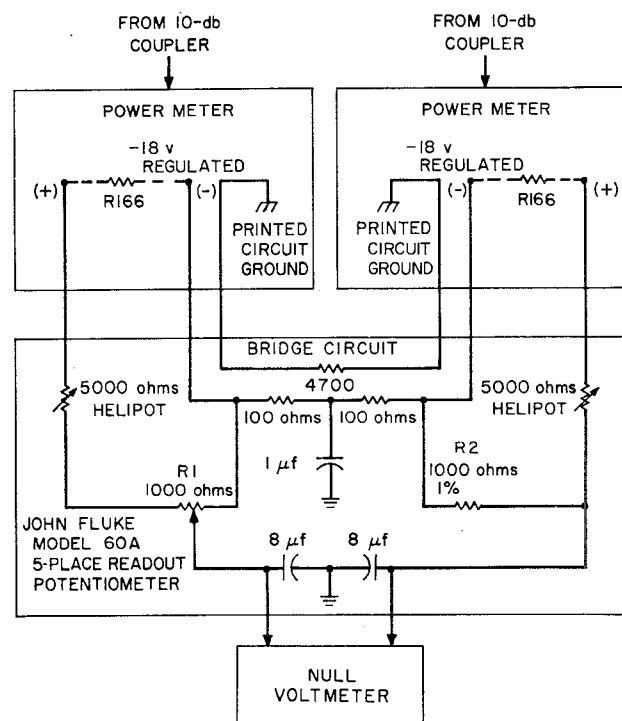 FROM 10-db
COUPLER
FROM 10-db
COUPLER
POWER METER
POWER METER
-18 v
REGULATED
-18 v
REGULATED
(+)
R166
(-)
(-)
R166
(+)
PRINTED
CIRCUIT
GROUND
PRINTED
CIRCUIT
GROUND
BRIDGE CIRCUIT
4700
5000 ohms
HELIPOT
100 ohms
100 ohms
5000 ohms
HELIPOT
R1
1000 ohms
1 μf
R2
1000 ohms
1%
JOHN FLUKE
MODEL 60A
5-PLACE READOUT
POTENTIOMETER
8 μf
8 μf
NULL
VOLTMETER